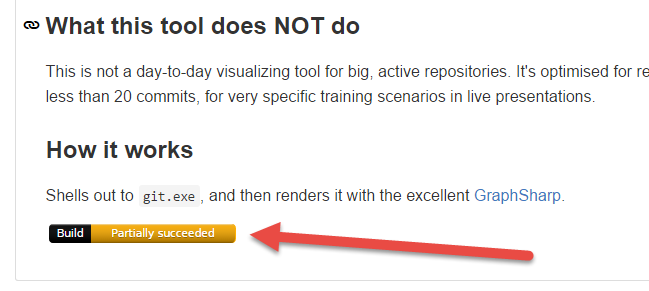 What this tool does NOT do
This is not a day-to-day visualizing tool for big, active repositories. It's optimised for re
less than 20 commits, for very specific training scenarios in live presentations.
How it works
Shells out to git.exe, and then renders it with the excellent GraphSharp.
Build Partially succeeded